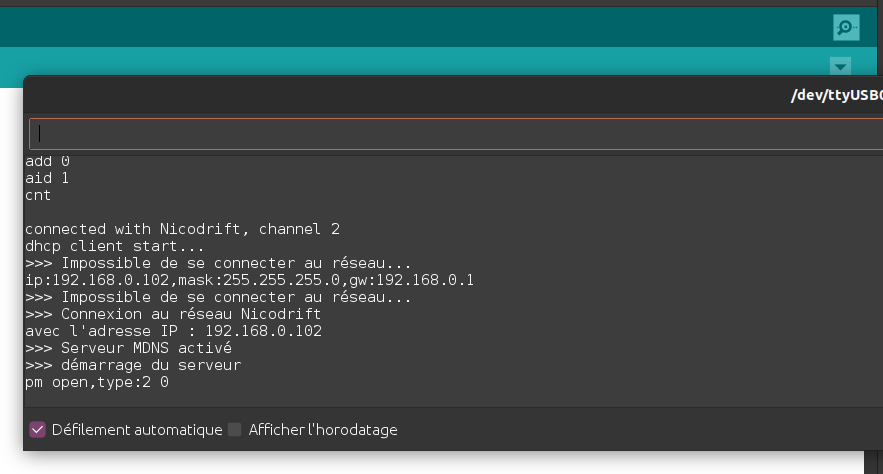 /dev/ttyUSB0
add 0
aid 1
cnt
connected with Nicodrift, channel 2
dhcp client start...
>>> Impossible de se connecter au réseau...
ip:192.168.0.102,mask:255.255.255.0,gw:192.168.0.1
>>> Impossible de se connecter au réseau...
>>> Connexion au réseau Nicodrift
avec l'adresse IP : 192.168.0.102
>>> Serveur MDNS activé
>>> démarrage du serveur
pm open,type:2 0
Défilement automatique
Afficher l'horodatage